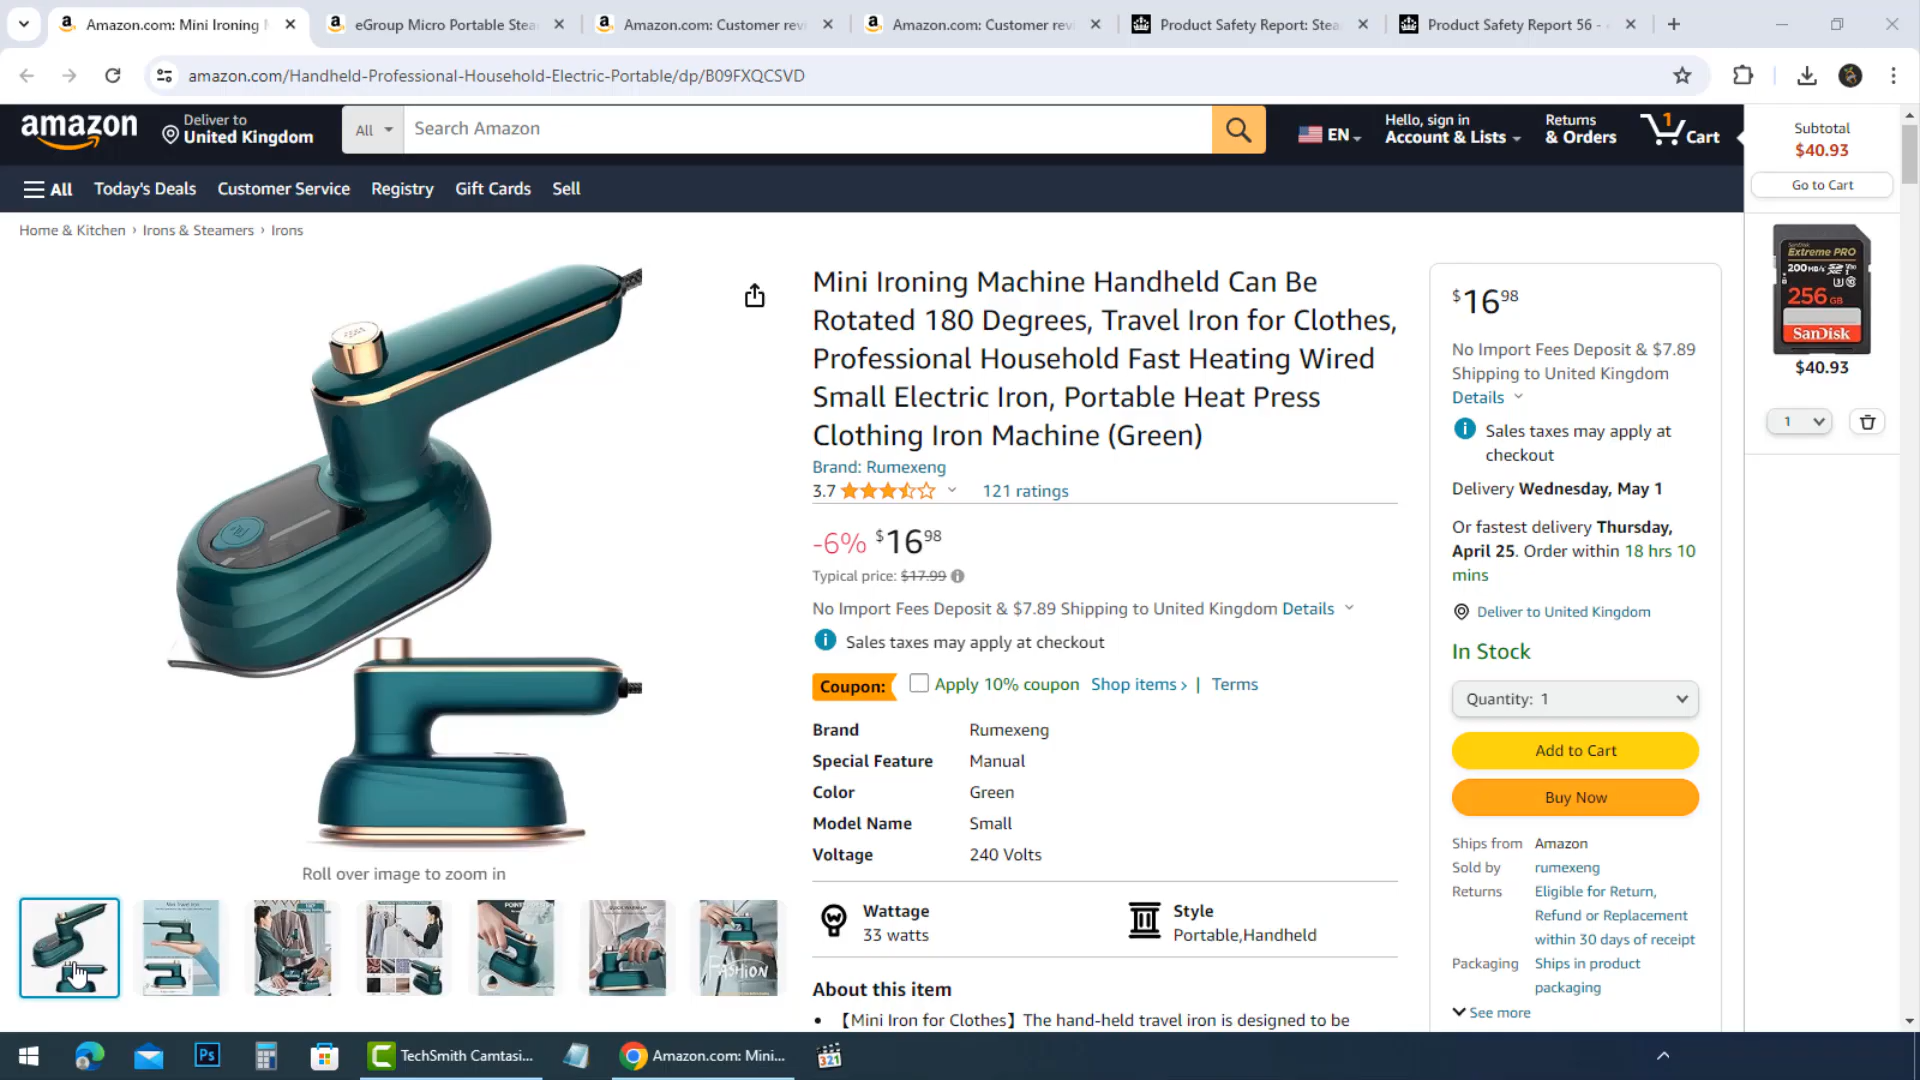 Amazon.com: Mini Ironing
eGroup Micro Portable Stea
Amazon.com: Customer rev
Amazon.com: Customer rev
Product Safety Report: Stea
Product Safety Report 56 -
amazon.com/Handheld-Professional-Household-Electric-Portable/dp/B09FXQCSVD
amazon
Deliver to
United Kingdom
All
Search Amazon
EN
Hello, sign in
Account & Lists
Returns
& Orders
1
Cart
Subtotal
$40.93
Go to Cart
All
Today's Deals
Customer Service
Registry
Gift Cards
Sell
Home & Kitchen › Irons & Steamers › Irons
Mini Ironing Machine Handheld Can Be
Rotated 180 Degrees, Travel Iron for Clothes,
Professional Household Fast Heating Wired
Small Electric Iron, Portable Heat Press
Clothing Iron Machine (Green)
Brand: Rumexeng
3.7
121 ratings
-6% $16 98
Typical price: $17.99
No Import Fees Deposit & $7.89 Shipping to United Kingdom Details
Sales taxes may apply at checkout
Coupon:
Apply 10% coupon Shop items › | Terms
Brand Rumexeng
Special Feature Manual
Color Green
Model Name Small
Voltage 240 Volts
Wattage
33 watts
Style
Portable,Handheld
About this item
• 【Mini Iron for Clothes】The hand-held travel iron is designed to be
Roll over image to zoom in
FASHION
$16 98
No Import Fees Deposit & $7.89
Shipping to United Kingdom
Details
Sales taxes may apply at
checkout
Delivery Wednesday, May 1
Or fastest delivery Thursday,
April 25. Order within 18 hrs 10
mins
Deliver to United Kingdom
In Stock
Quantity: 1
Add to Cart
Buy Now
Ships from Amazon
Sold by rumexeng
Returns Eligible for Return,
Refund or Replacement
within 30 days of receipt
Packaging Ships in product
packaging
See more
SanDisk
Extreme PRO
200 MB/s
256 GB
SanDisk
$40.93
1
Ps
TechSmith Camtasi...
Amazon.com: Mini...
321